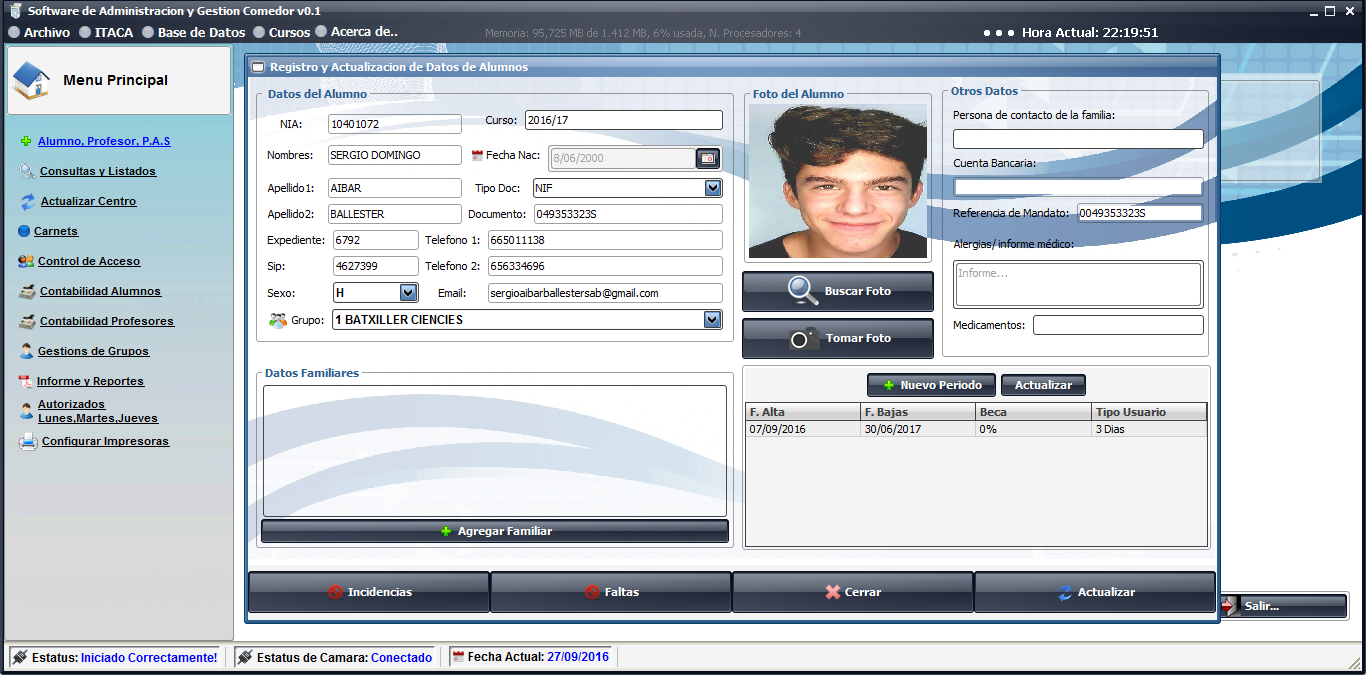 Software de Administracion y Gestion Comedor v0.1
Archivo ITACA Base de Datos Cursos Acerca de..
Memoria: 95,725 MB de 1.412 MB, 6% usada, N. Procesadores: 4
Hora Actual: 22:19:51
Menu Principal
Alumno, Profesor, P.A.S
Consultas y Listados
Actualizar Centro
Carnets
Control de Acceso
Contabilidad Alumnos
Contabilidad Profesores
Gestions de Grupos
Informe y Reportes
Autorizados
Lunes,Martes,Jueves
Configurar Impresoras
Registro y Actualizacion de Datos de Alumnos
Datos del Alumno
NIA: 10401072 Curso: 2016/17
Nombres: SERGIO DOMINGO Fecha Nac: 8/06/2000
Apellido1: AIBAR Tipo Doc: NIF
Apellido2: BALLESTER Documento: 049353323S
Expediente: 6792 Telefono 1: 665011138
Sip: 4627399 Telefono 2: 656334696
Sexo: H Email: sergioaibarballestersab@gmail.com
Grupo: 1 BATXILLER CIENCIES
Foto del Alumno
Buscar Foto
Tomar Foto
Otros Datos
Persona de contacto de la familia:
Cuenta Bancaria:
Referencia de Mandato: 0049353323S
Alergias/informe médico:
Informe...
Medicamentos:
Datos Familiares
Agregar Familiar
Nuevo Periodo Actualizar
F. Alta F. Bajas Beca Tipo Usuario
07/09/2016 30/06/2017 0% 3 Dias
Incidencias Faltas Cerrar Actualizar
Salir...
Estatus: Iniciado Correctamente! Estatus de Camara: Conectado Fecha Actual: 27/09/2016